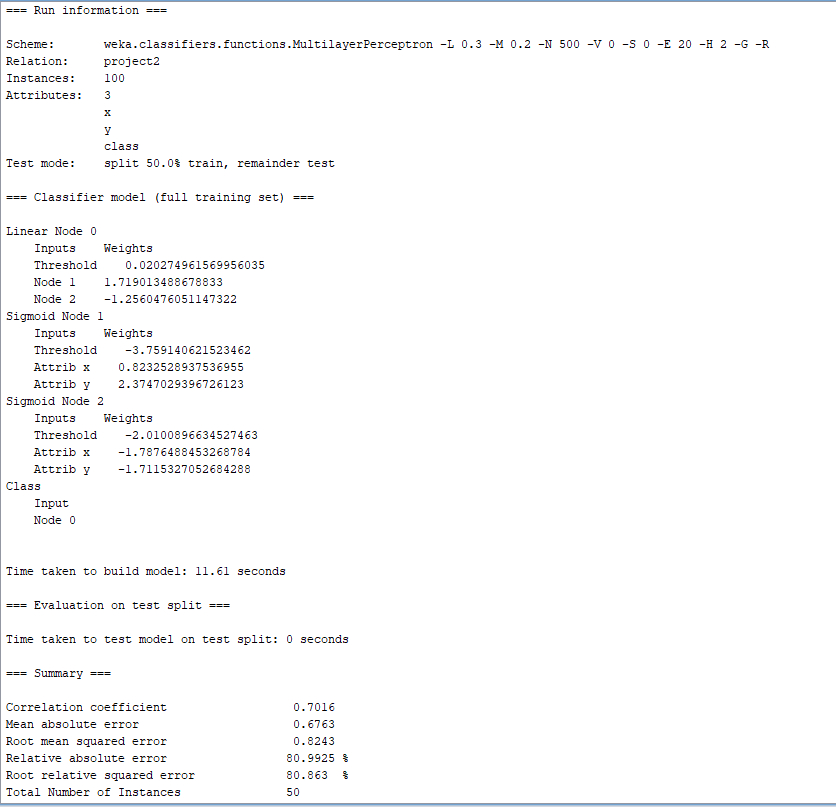 === Run information ===
Scheme: weka.classifiers.functions.MultilayerPerceptron -L 0.3 -M 0.2 -N 500 -V 0 -S 0 -E 20 -H 2 -G -R
Relation: project2
Instances: 100
Attributes: 3
x
y
class
Test mode: split 50.0% train, remainder test
=== Classifier model (full training set) ===
Linear Node 0
Inputs Weights
Threshold 0.020274961569956035
Node 1 1.719013488678833
Node 2 -1.2560476051147322
Sigmoid Node 1
Inputs Weights
Threshold -3.759140621523462
Attrib x 0.8232528937536955
Attrib y 2.3747029396726123
Sigmoid Node 2
Inputs Weights
Threshold -2.0100896634527463
Attrib x -1.7876488453268784
Attrib y -1.7115327052684288
Class
Input
Node 0
Time taken to build model: 11.61 seconds
=== Evaluation on test split ===
Time taken to test model on test split: 0 seconds
=== Summary ===
Correlation coefficient 0.7016
Mean absolute error 0.6763
Root mean squared error 0.8243
Relative absolute error 80.9925 %
Root relative squared error 80.863 %
Total Number of Instances 50